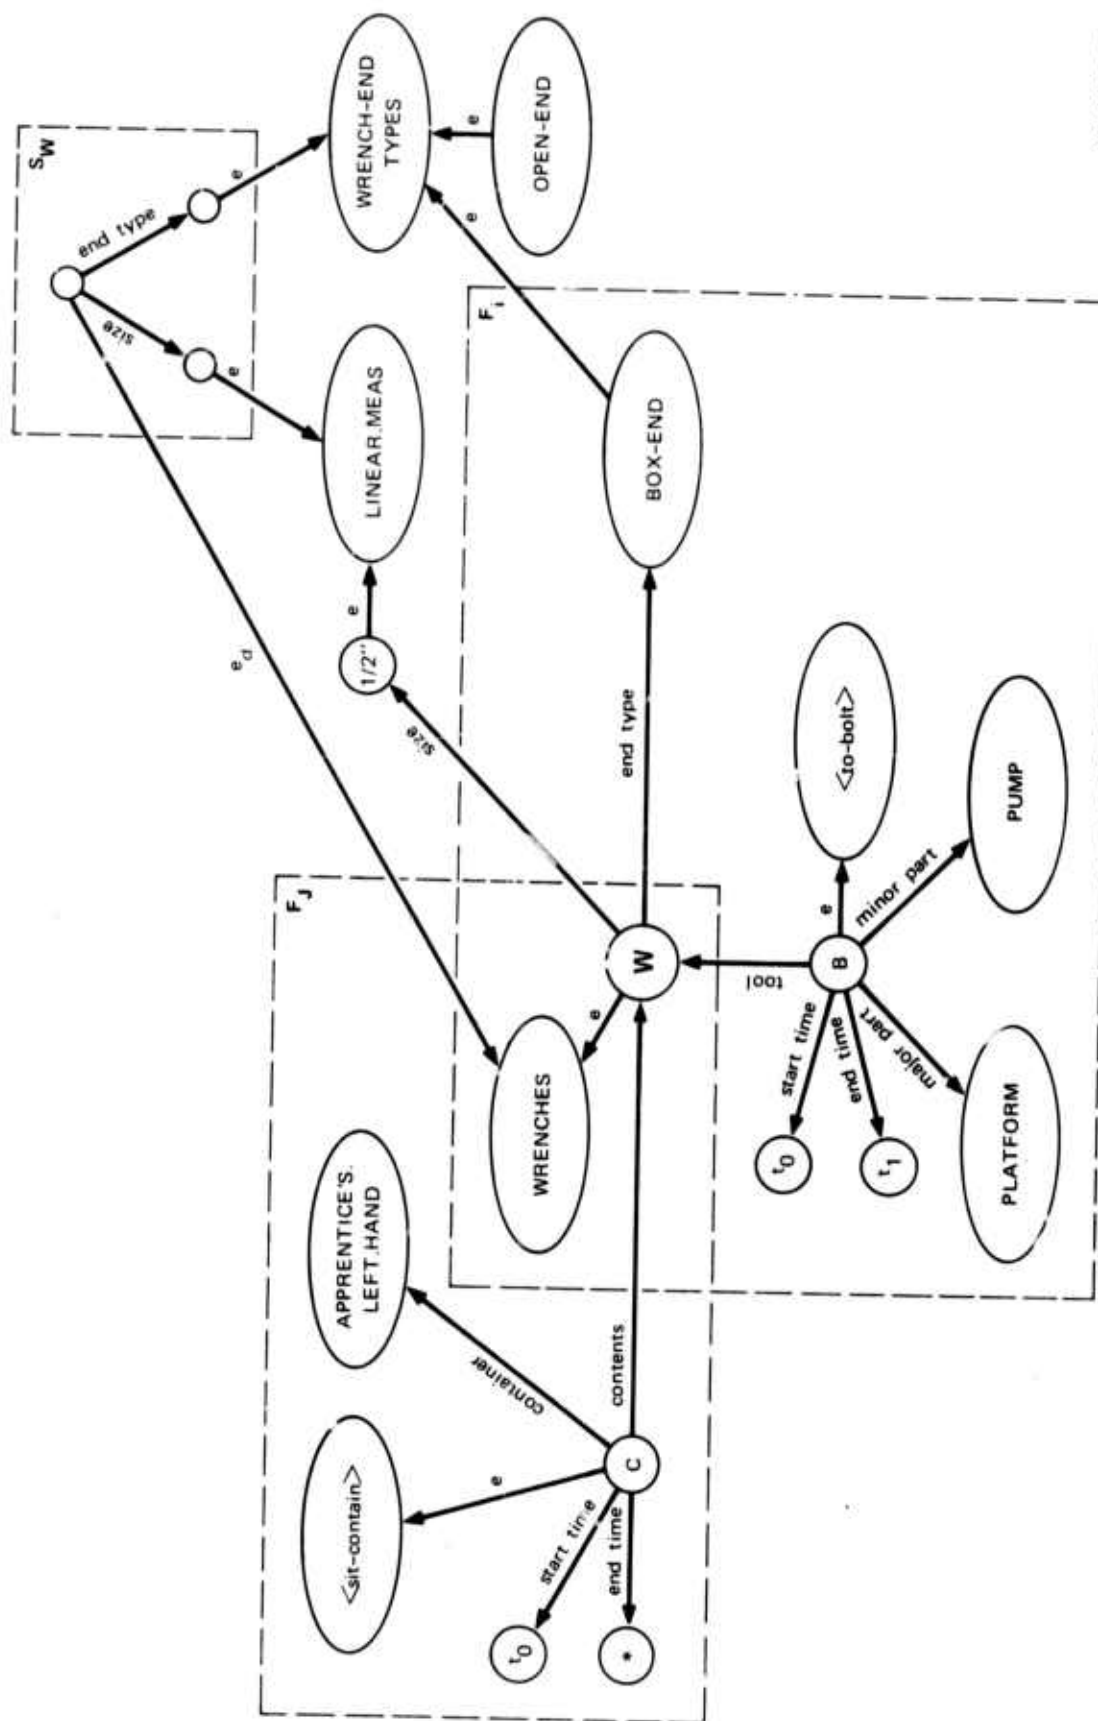 S_W
end type
size
e
e
WRENCH-END
TYPES
e
OPEN-END
e
LINEAR.MEAS
e
1/2"
e_d
size
F_i
BOX-END
end type
F_J
W
e
WRENCHES
APPRENTICE'S.
LEFT.HAND
container
contents
<sit-contain>
e
C
start time
t_0
end time
*
tool
B
e
<to-bolt>
minor part
PUMP
major part
PLATFORM
start time
t_0
end time
t_1